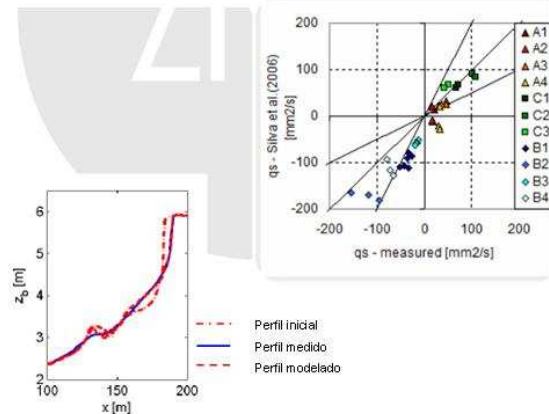 200
100
0
-100
-200
qs - Silva et al.(2006)
[mm2/s]
-200 -100 0 100 200
qs - measured [mm2/s]
A1
A2
A3
A4
C1
C2
C3
B1
B2
B3
B4
6
5
4
3
2
z_b [m]
100 150 200
x [m]
Perfil inicial
Perfil medido
Perfil modelado